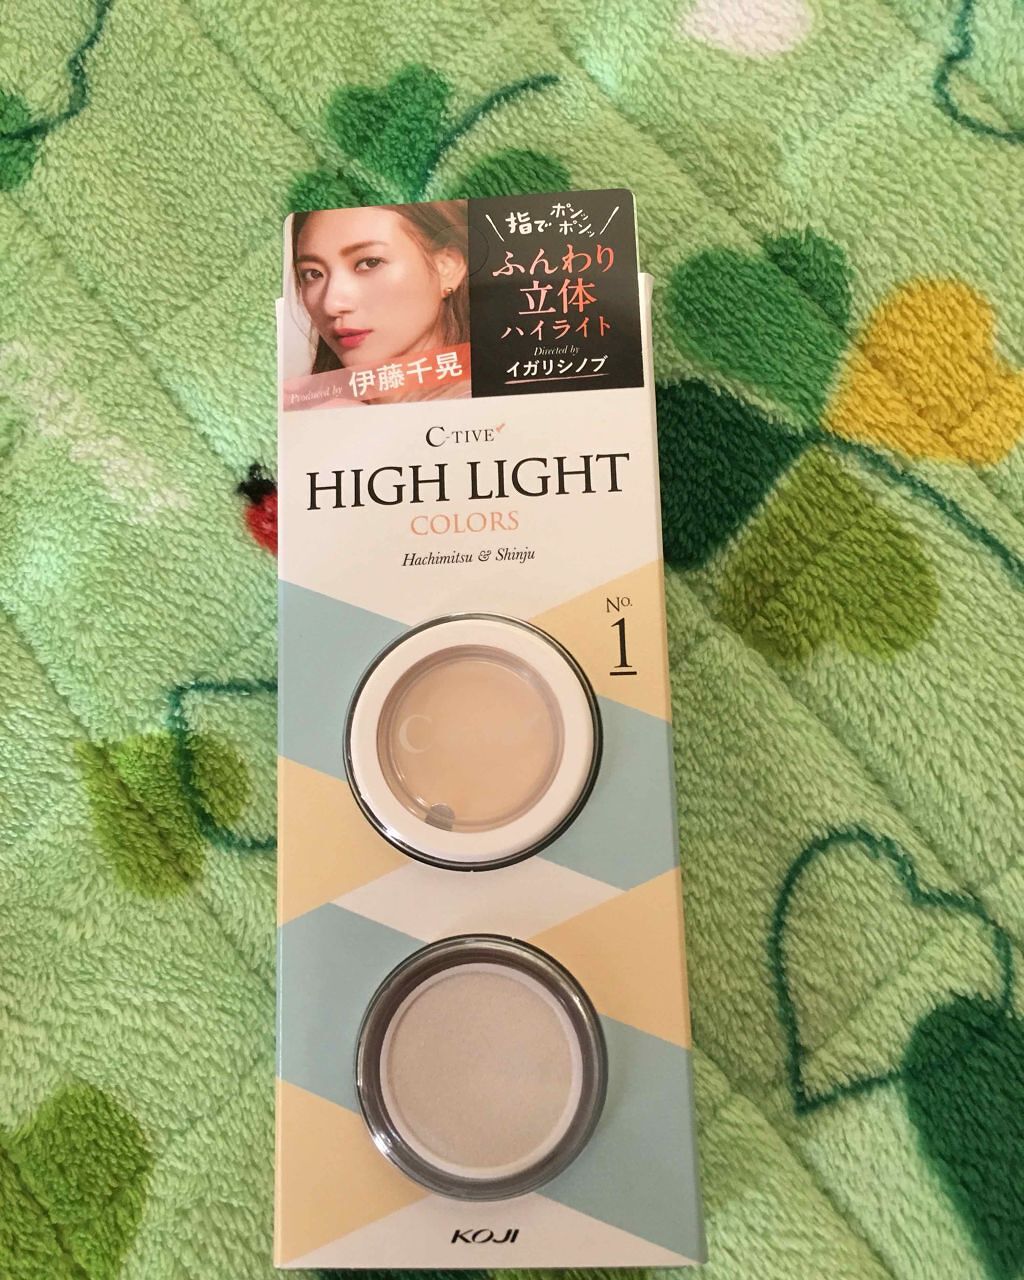 指で ポンッ ポンッ
ふんわり
立体
ハイライト
Directed by
イガリシノブ
Produced by 伊藤千晃
C-TIVE
HIGH LIGHT
COLORS
Hachimitsu & Shinju
No.
1
C
KOJI